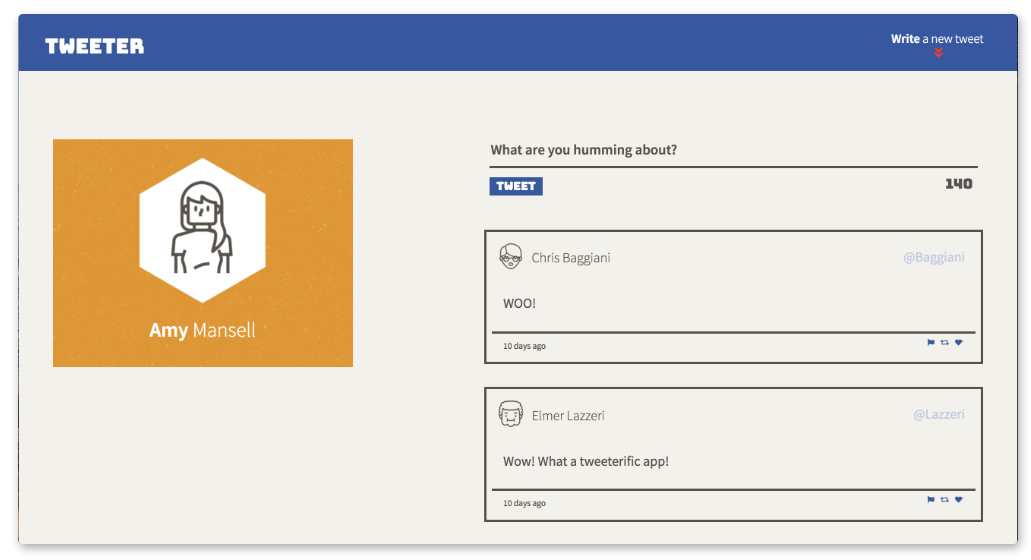 TWEETER
Write a new tweet
Amy Mansell
What are you humming about?
TWEET
140
Chris Baggiani
@Baggiani
WOO!
10 days ago
Elmer Lazzeri
@Lazzeri
Wow! What a tweeterific app!
10 days ago